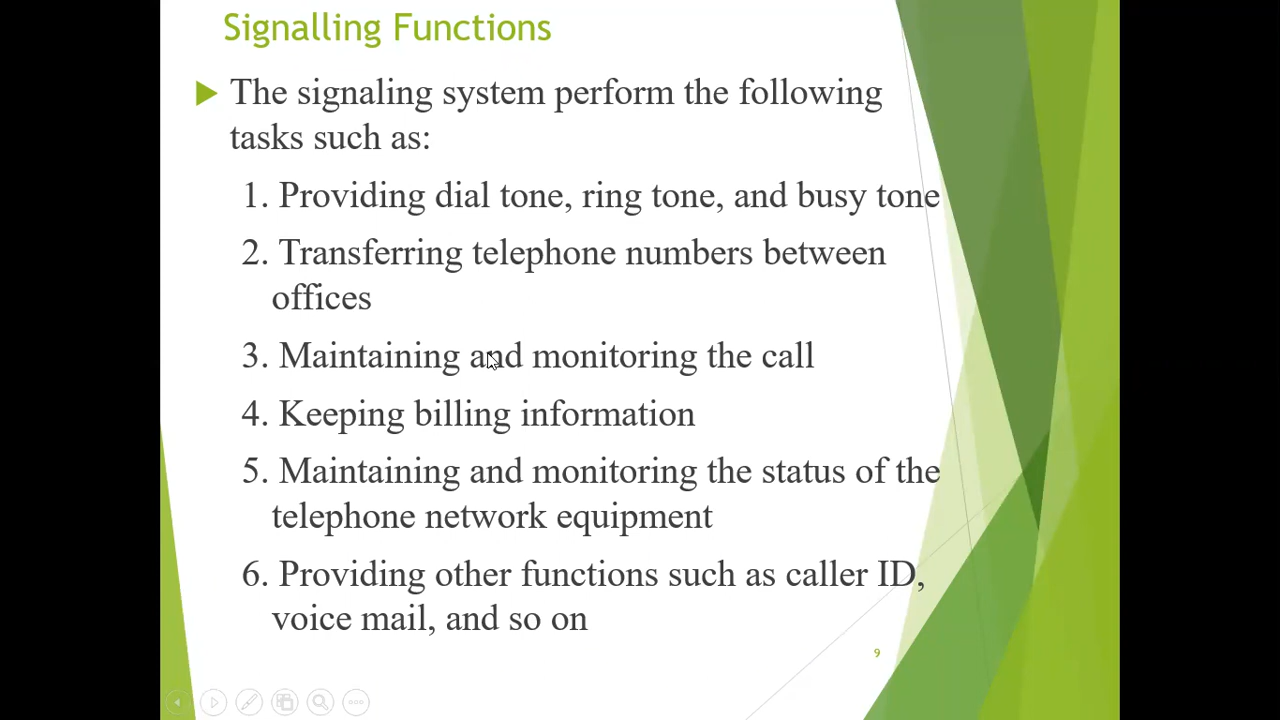 Signalling Functions
The signaling system perform the following
tasks such as:
1. Providing dial tone, ring tone, and busy tone
2. Transferring telephone numbers between
offices
3. Maintaining and monitoring the call
4. Keeping billing information
5. Maintaining and monitoring the status of the
telephone network equipment
6. Providing other functions such as caller ID,
voice mail, and so on
9